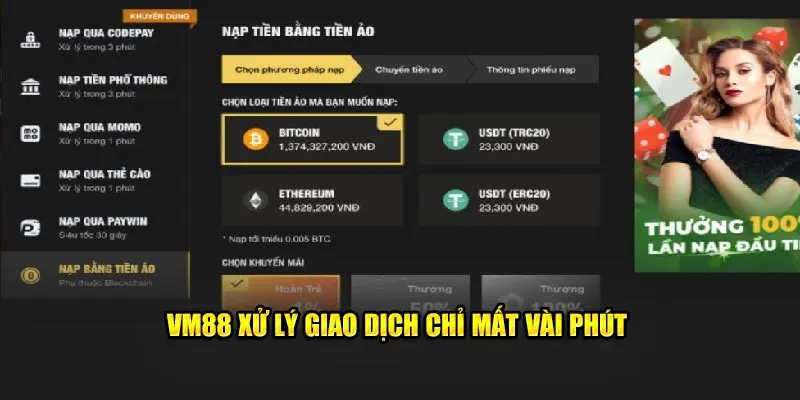 KHUYÊN DÙNG
NẠP QUA CODEPAY
Xử lý trong 3 phút
NẠP TIỀN PHỔ THÔNG
Xử lý trong 3 phút
NẠP QUA MOMO
Xử lý trong 1 phút
NẠP QUA THẺ CÀO
Xử lý trong 1 phút
NẠP QUA PAYWIN
Siêu tốc 30 giây
NẠP BẰNG TIỀN ẢO
Phụ thuộc Blockchain
NẠP TIỀN BẰNG TIỀN ẢO
Chọn phương pháp nạp
Chuyển tiền ảo
Thông tin phiếu nạp
CHỌN LOẠI TIỀN ẢO MÀ BẠN MUỐN NẠP:
BITCOIN
1,374,327,200 VNĐ
USDT (TRC20)
23,300 VNĐ
ETHEREUM
44,829,200 VNĐ
USDT (ERC20)
23,300 VNĐ
* Nạp tối thiểu 0.005 BTC
CHỌN KHUYẾN MÃI
Hoàn Trả
1%
Thưởng
50%
Thưởng
100%
THƯỞNG 100%
LẦN NẠP ĐẦU TI
VM88 XỬ LÝ GIAO DỊCH CHỈ MẤT VÀI PHÚT